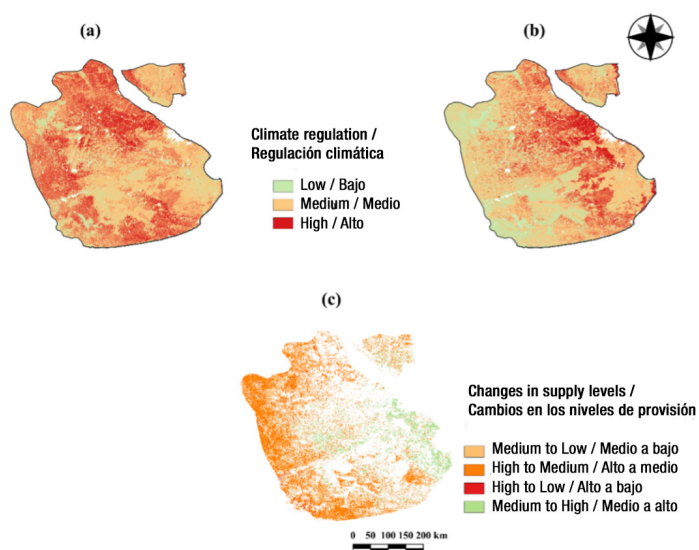 (a)
(b)
Climate regulation /
Regulación climática
Low / Bajo
Medium / Medio
High / Alto
(c)
Changes in supply levels /
Cambios en los niveles de provisión
Medium to Low / Medio a bajo
High to Medium / Alto a medio
High to Low / Alto a bajo
Medium to High / Medio a alto
0 50 100 150 200 km